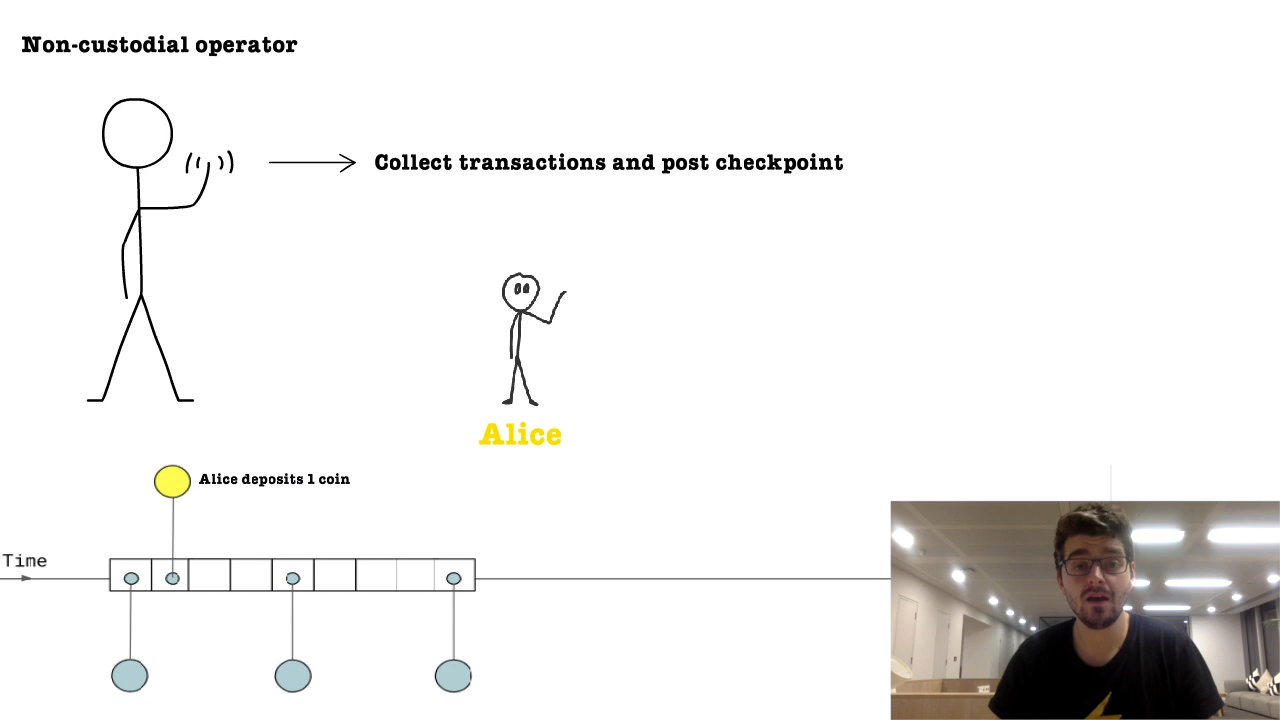 Non-custodial operator
Collect transactions and post checkpoint
Alice
Alice deposits 1 coin
Time